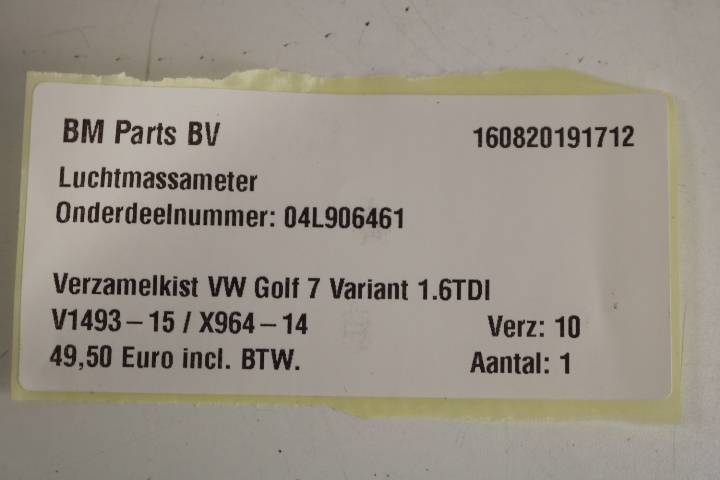 BM Parts BV 160820191712
Luchtmassameter
Onderdeelnummer: 04L906461
Verzamelkist VW Golf 7 Variant 1.6TDI
V1493-15 / X964-14 Verz: 10
49,50 Euro incl. BTW. Aantal: 1